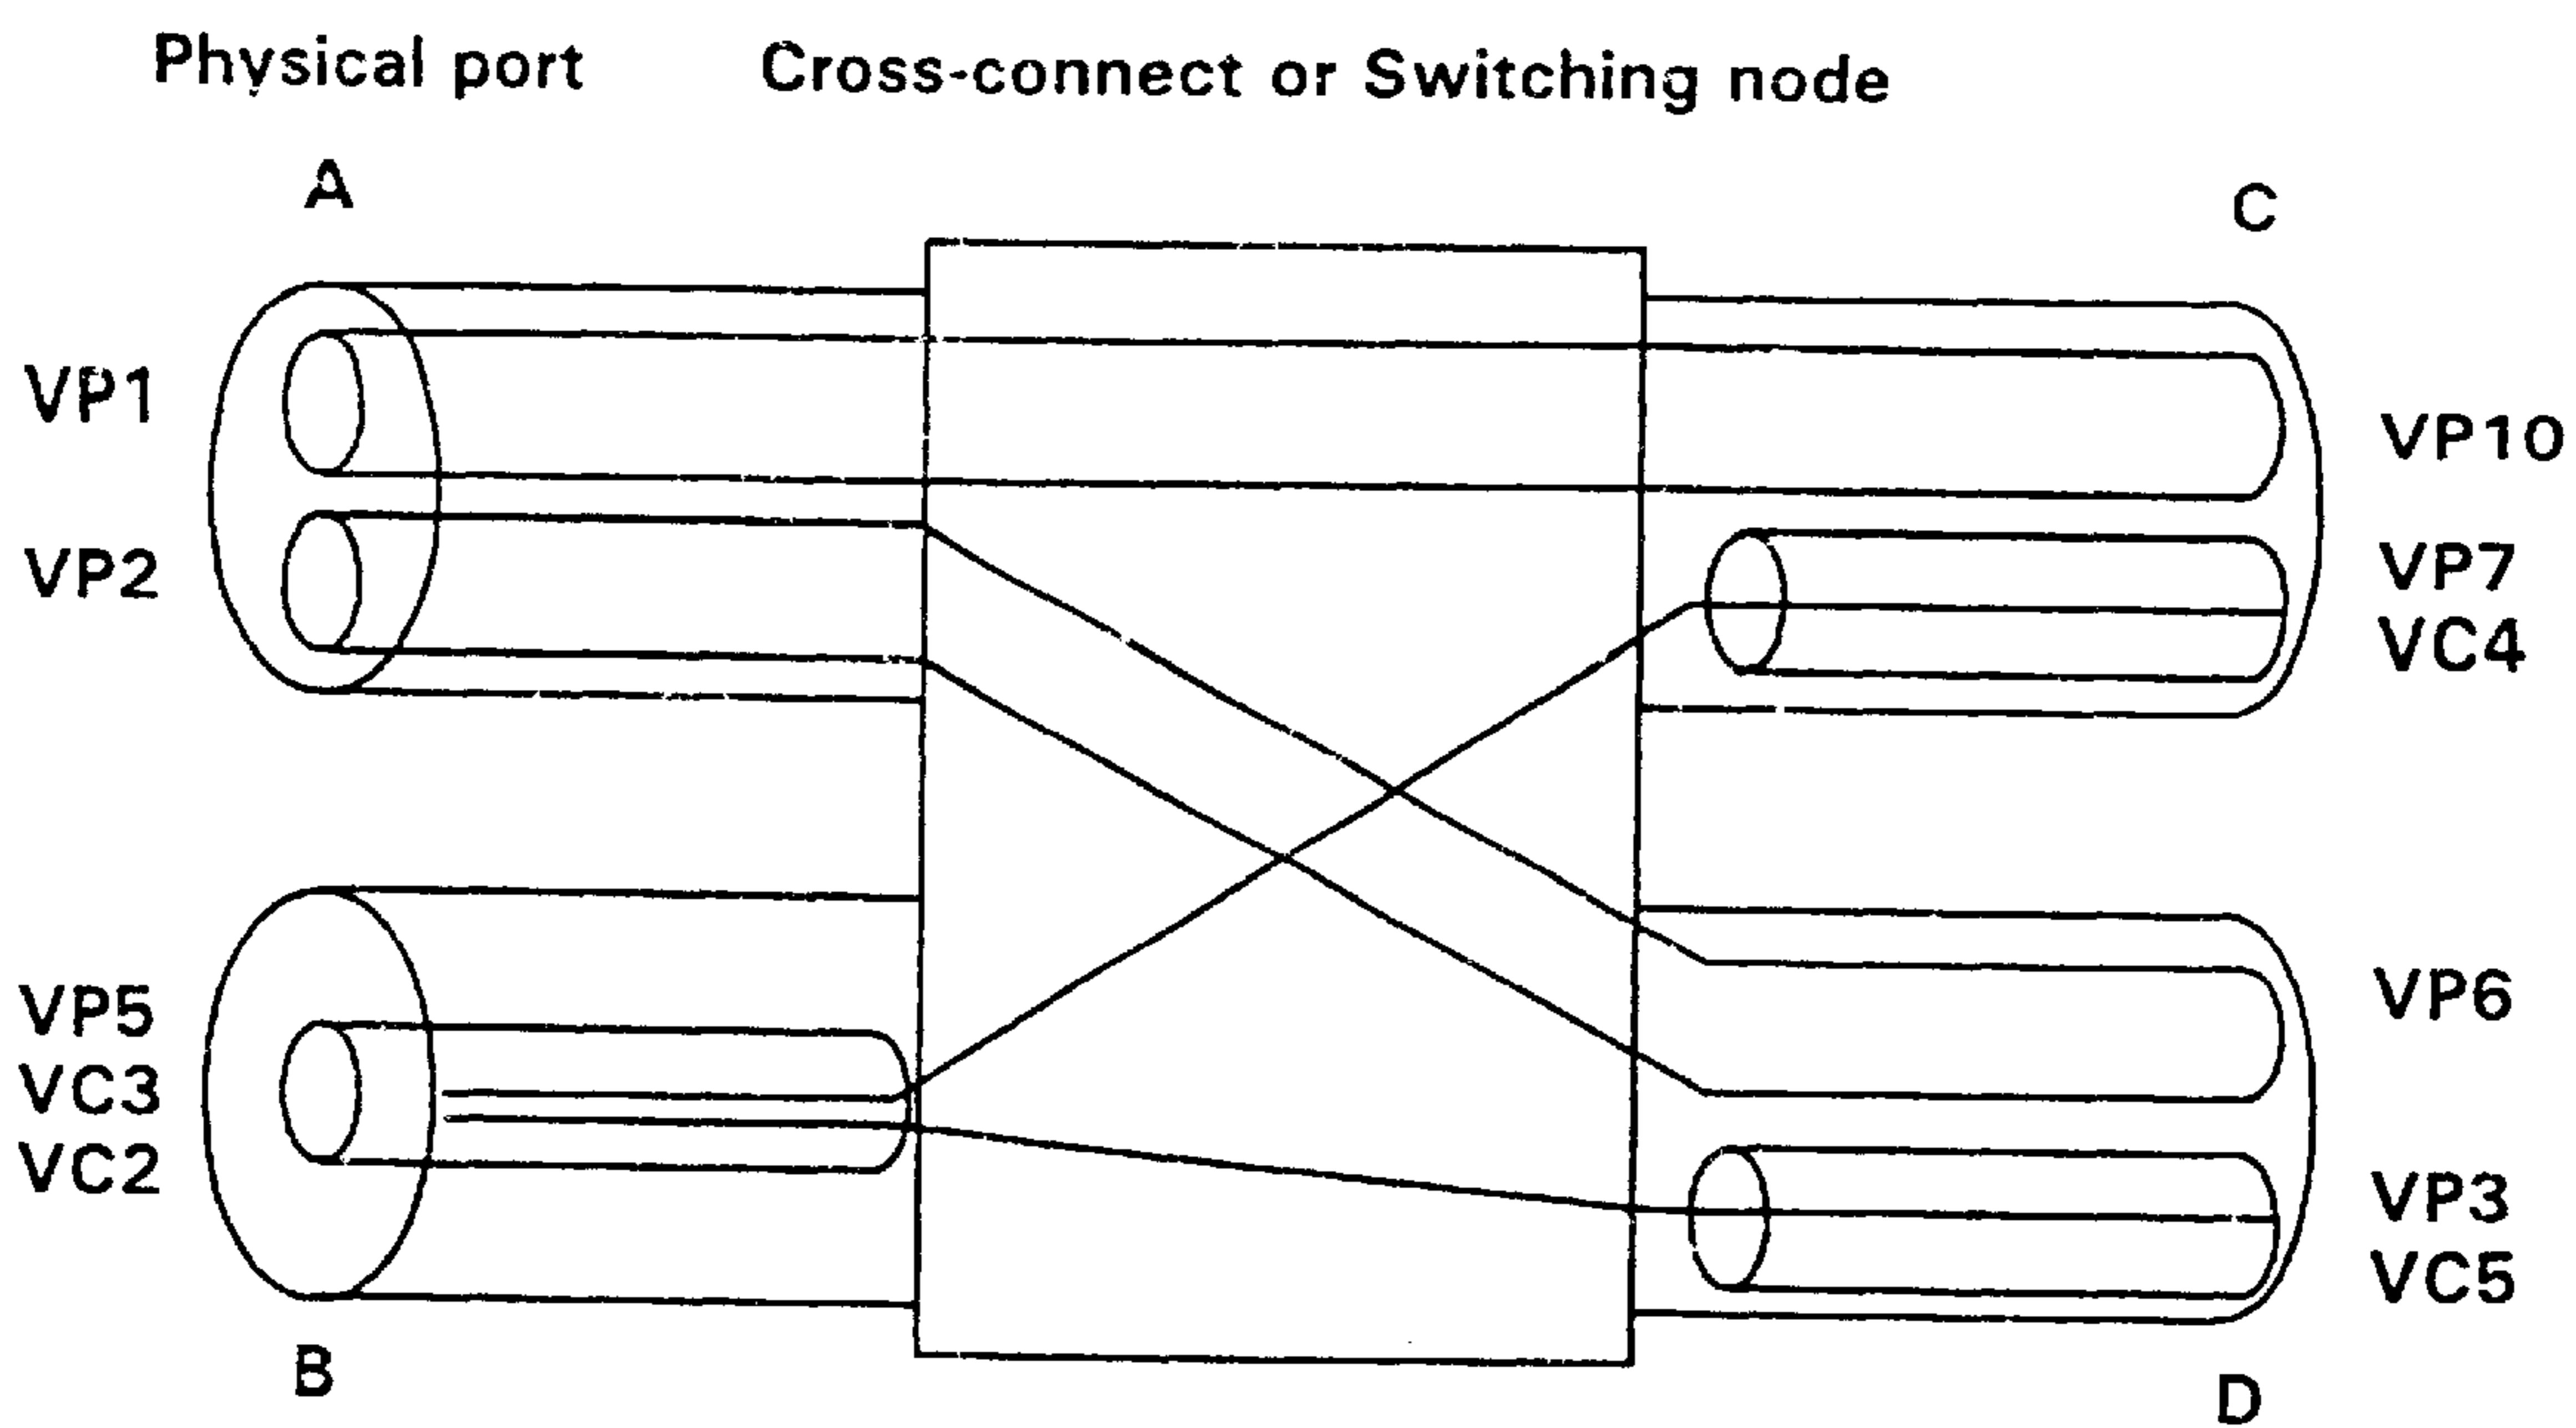 Physical port
Cross-connect or Switching node
A
C
VP1
VP2
VP10
VP7
VC4
VP5
VC3
VC2
VP6
VP3
VC5
B
D